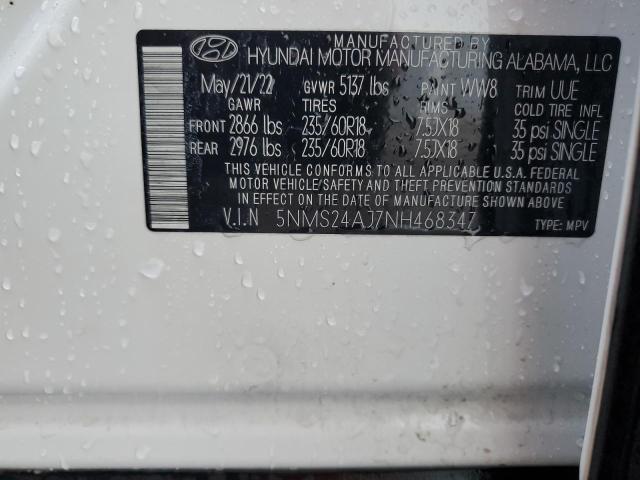 MANUFACTURED BY
HYUNDAI MOTOR MANUFACTURING ALABAMA, LLC
May/21/22 GVWR 5137 lbs PAINT WW8 TRIM UUE
GAWR TIRES RIMS COLD TIRE INFL
FRONT 2866 lbs 235/60R18 7.5JX18 35 psi SINGLE
REAR 2976 lbs 235/60R18 7.5JX18 35 psi SINGLE
THIS VEHICLE CONFORMS TO ALL APPLICABLE U.S.A. FEDERAL
MOTOR VEHICLE/SAFETY AND THEFT PREVENTION STANDARDS
IN EFFECT ON THE DATE OF MANUFACTURE SHOWN ABOVE.
V.I.N 5NMS24AJ7NH468347 TYPE: MPV